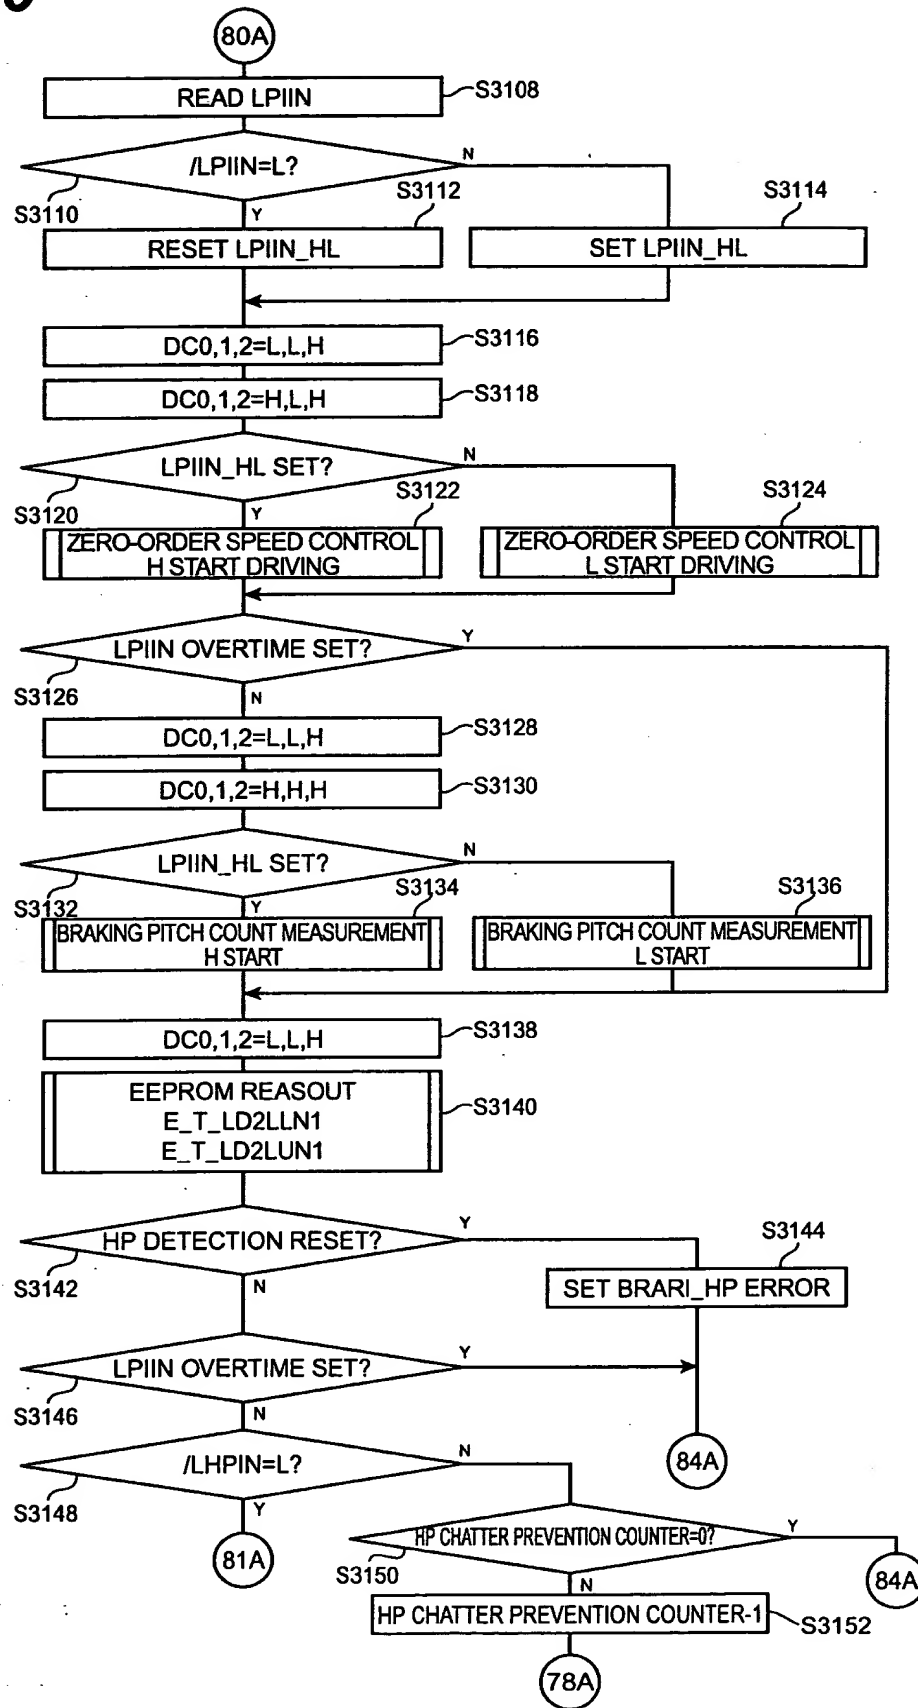 80A
READ LPIIN
S3108
/LPIIN=L?
N
S3110
Y
S3112
S3114
RESET LPIIN_HL
SET LPIIN_HL
DC0,1,2=L,L,H
S3116
DC0,1,2=H,L,H
S3118
LPIIN_HL SET?
N
S3120
Y
S3122
S3124
ZERO-ORDER SPEED CONTROL
H START DRIVING
ZERO-ORDER SPEED CONTROL
L START DRIVING
LPIIN OVERTIME SET?
Y
S3126
N
DC0,1,2=L,L,H
S3128
DC0,1,2=H,H,H
S3130
LPIIN_HL SET?
N
S3132
Y
S3134
S3136
BRAKING PITCH COUNT MEASUREMENT
H START
BRAKING PITCH COUNT MEASUREMENT
L START
DC0,1,2=L,L,H
S3138
EEPROM REASOUT
E_T_LD2LLN1
E_T_LD2LUN1
S3140
HP DETECTION RESET?
Y
S3142
N
S3144
SET BRARI_HP ERROR
LPIIN OVERTIME SET?
Y
S3146
N
84A
/LHPIN=L?
N
S3148
Y
81A
HP CHATTER PREVENTION COUNTER=0?
Y
S3150
N
84A
HP CHATTER PREVENTION COUNTER-1
S3152
78A